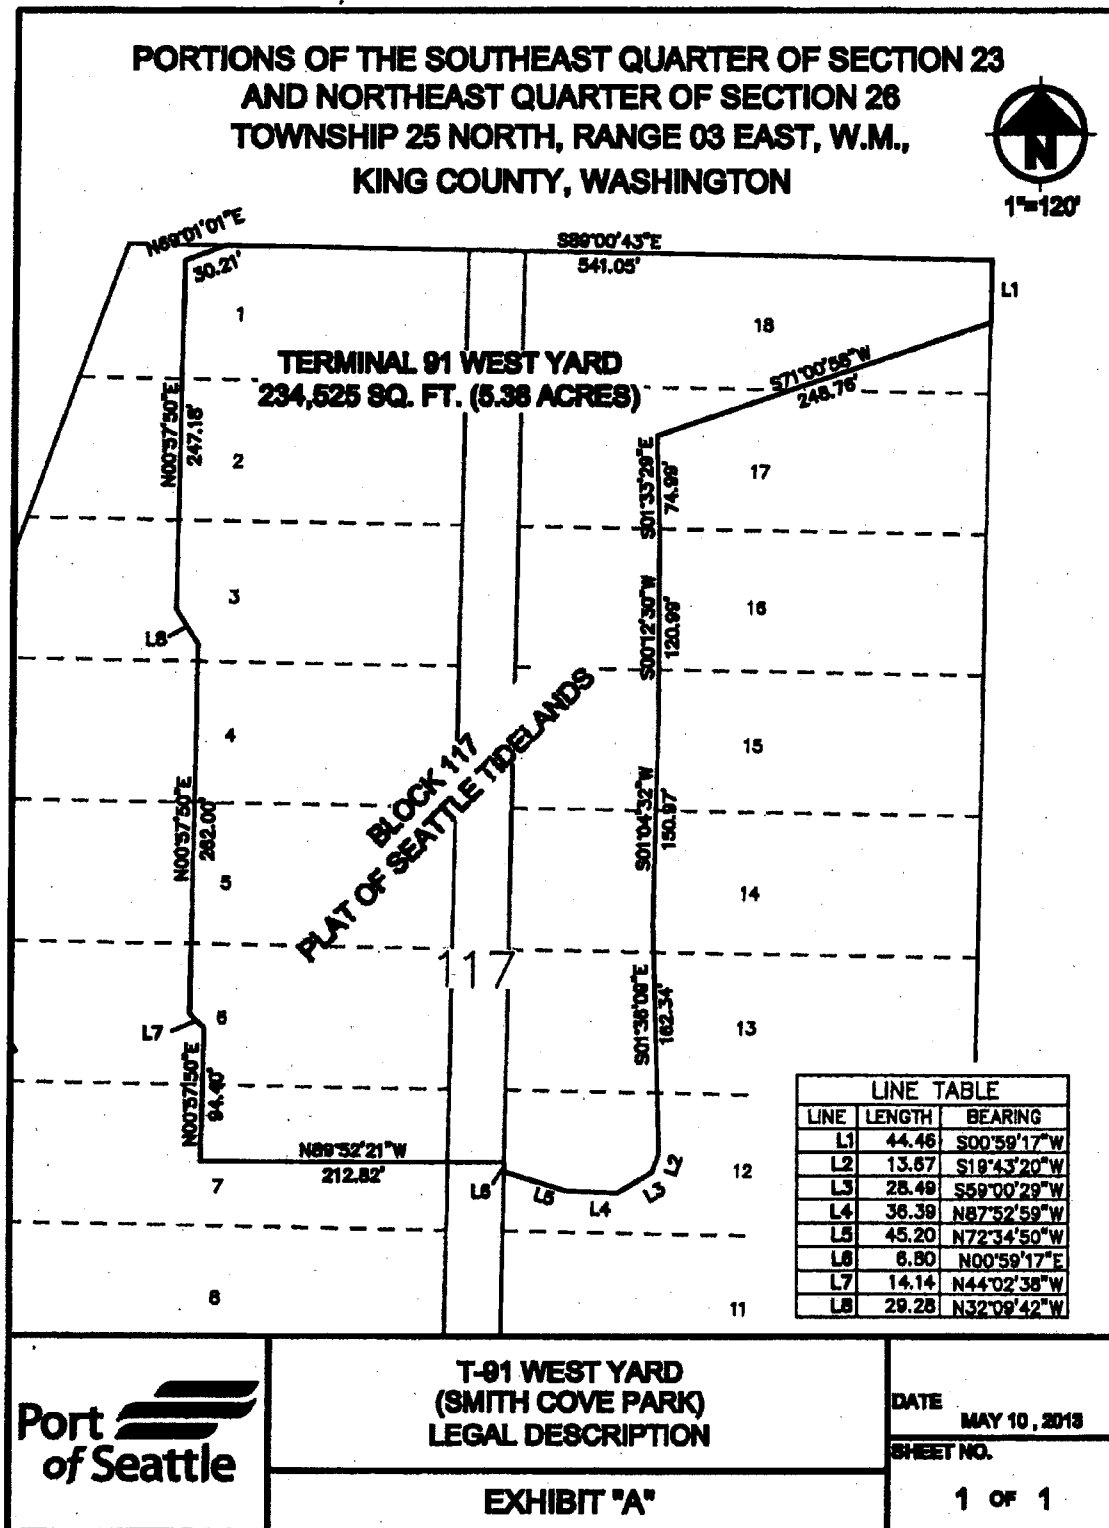 PORTIONS OF THE SOUTHEAST QUARTER OF SECTION 23
AND NORTHEAST QUARTER OF SECTION 26
TOWNSHIP 25 NORTH, RANGE 03 EAST, W.M.,
KING COUNTY, WASHINGTON
N
1"=120'
N69°01'01"E
30.21'
S89°00'43"E
541.05'
L1
1
18
TERMINAL 91 WEST YARD
234,525 SQ. FT. (5.38 ACRES)
S71°00'56"W
248.76'
N00°57'50"E
247.18'
2
S01°33'29"E
74.99'
17
3
L8
S00°12'30"W
120.99'
16
4
15
BLOCK 117
PLAT OF SEATTLE TIDELANDS
N00°57'50"E
262.00'
5
S01°04'32"W
150.97'
14
117
L7
6
S01°36'09"E
162.34'
13
N00°57'50"E
94.40'
N89°52'21"W
212.82'
7
L6
L5
L4
L3
L2
12
8
11
LINE TABLE
LINE LENGTH BEARING
L1 44.46 S00°59'17"W
L2 13.67 S19°43'20"W
L3 28.49 S59°00'29"W
L4 36.39 N87°52'59"W
L5 45.20 N72°34'50"W
L6 6.80 N00°59'17"E
L7 14.14 N44°02'38"W
L8 29.28 N32°09'42"W
Port
of Seattle
T-91 WEST YARD
(SMITH COVE PARK)
LEGAL DESCRIPTION
EXHIBIT "A"
DATE
MAY 10 , 2013
SHEET NO.
1 OF 1